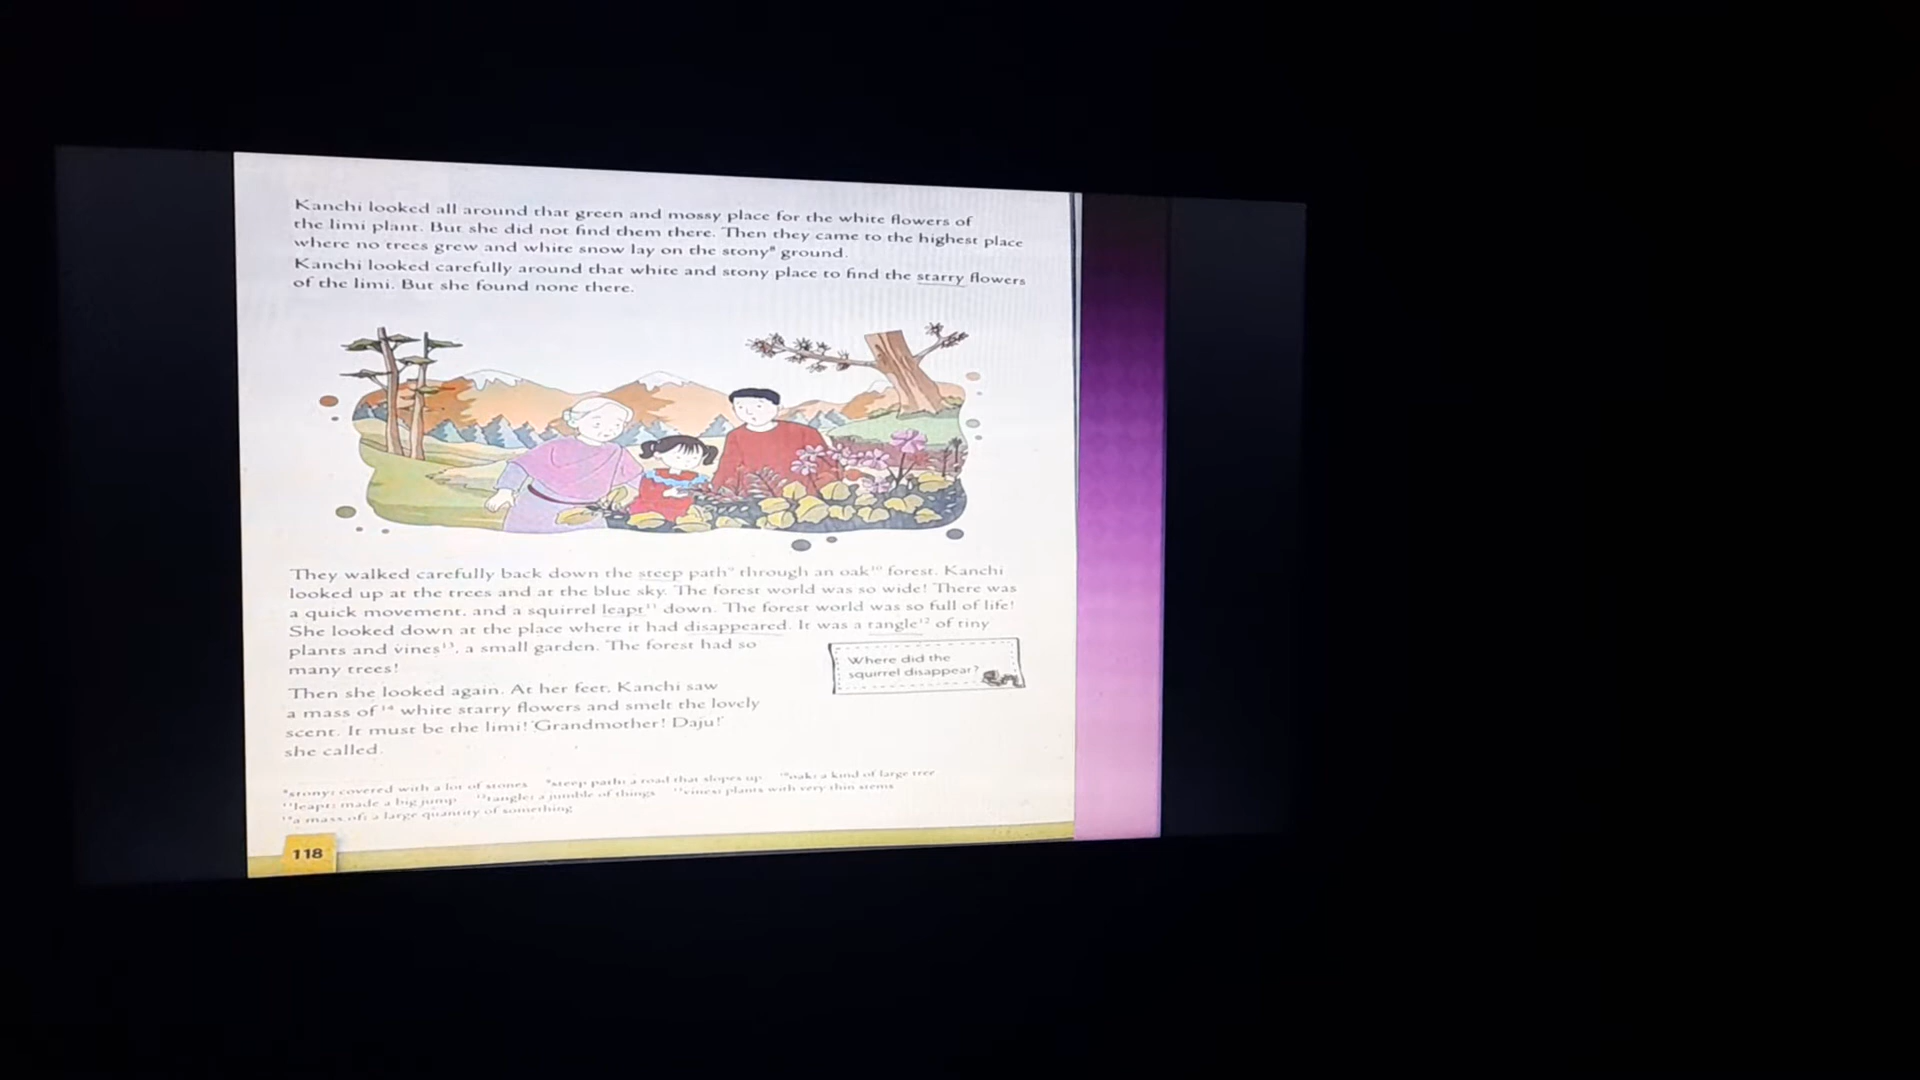 Kanchi looked all around that green and mossy place for the white flowers of
the limi plant. But she did not find them there. Then they came to the highest place
where no trees grew and white snow lay on the stony⁸ ground.
Kanchi looked carefully around that white and stony place to find the starry flowers
of the limi. But she found none there.
They walked carefully back down the steep path⁹ through an oak¹⁰ forest. Kanchi
looked up at the trees and at the blue sky. The forest world was so wide! There was
a quick movement, and a squirrel leapt¹¹ down. The forest world was so full of life!
She looked down at the place where it had disappeared. It was a tangle¹² of tiny
plants and vines¹³, a small garden. The forest had so
many trees!
Where did the
squirrel disappear?
Then she looked again. At her feet, Kanchi saw
a mass of ¹⁴ white starry flowers and smelt the lovely
scent. It must be the limi! 'Grandmother! Daju!'
she called.
⁸stony: covered with a lot of stones ⁹steep path: a road that slopes up ¹⁰oak: a kind of large tree
¹¹leapt: made a big jump ¹²tangle: a jumble of things ¹³vines: plants with very thin stems
¹⁴a mass of: a large quantity of something
118